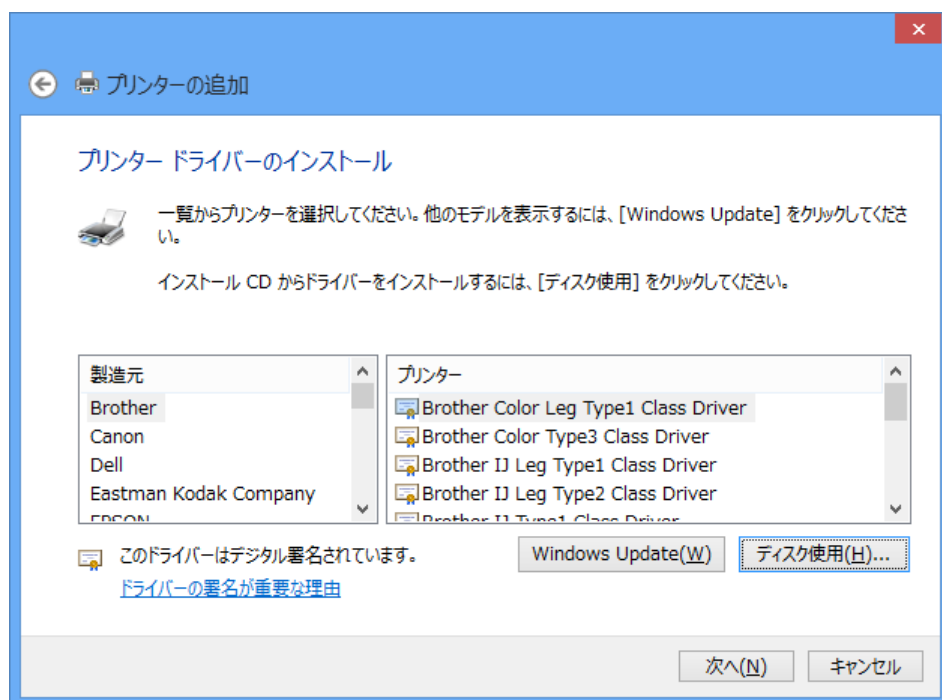 プリンターの追加
プリンター ドライバーのインストール
一覧からプリンターを選択してください。他のモデルを表示するには、[Windows Update] をクリックしてくださ
い。
インストール CD からドライバーをインストールするには、[ディスク使用] をクリックしてください。
製造元
Brother
Canon
Dell
Eastman Kodak Company
EPSON
プリンター
Brother Color Leg Type1 Class Driver
Brother Color Type3 Class Driver
Brother IJ Leg Type1 Class Driver
Brother IJ Leg Type2 Class Driver
Brother IJ Type1 Class Driver
このドライバーはデジタル署名されています。
ドライバーの署名が重要な理由
Windows Update(W)
ディスク使用(H)...
次へ(N)
キャンセル